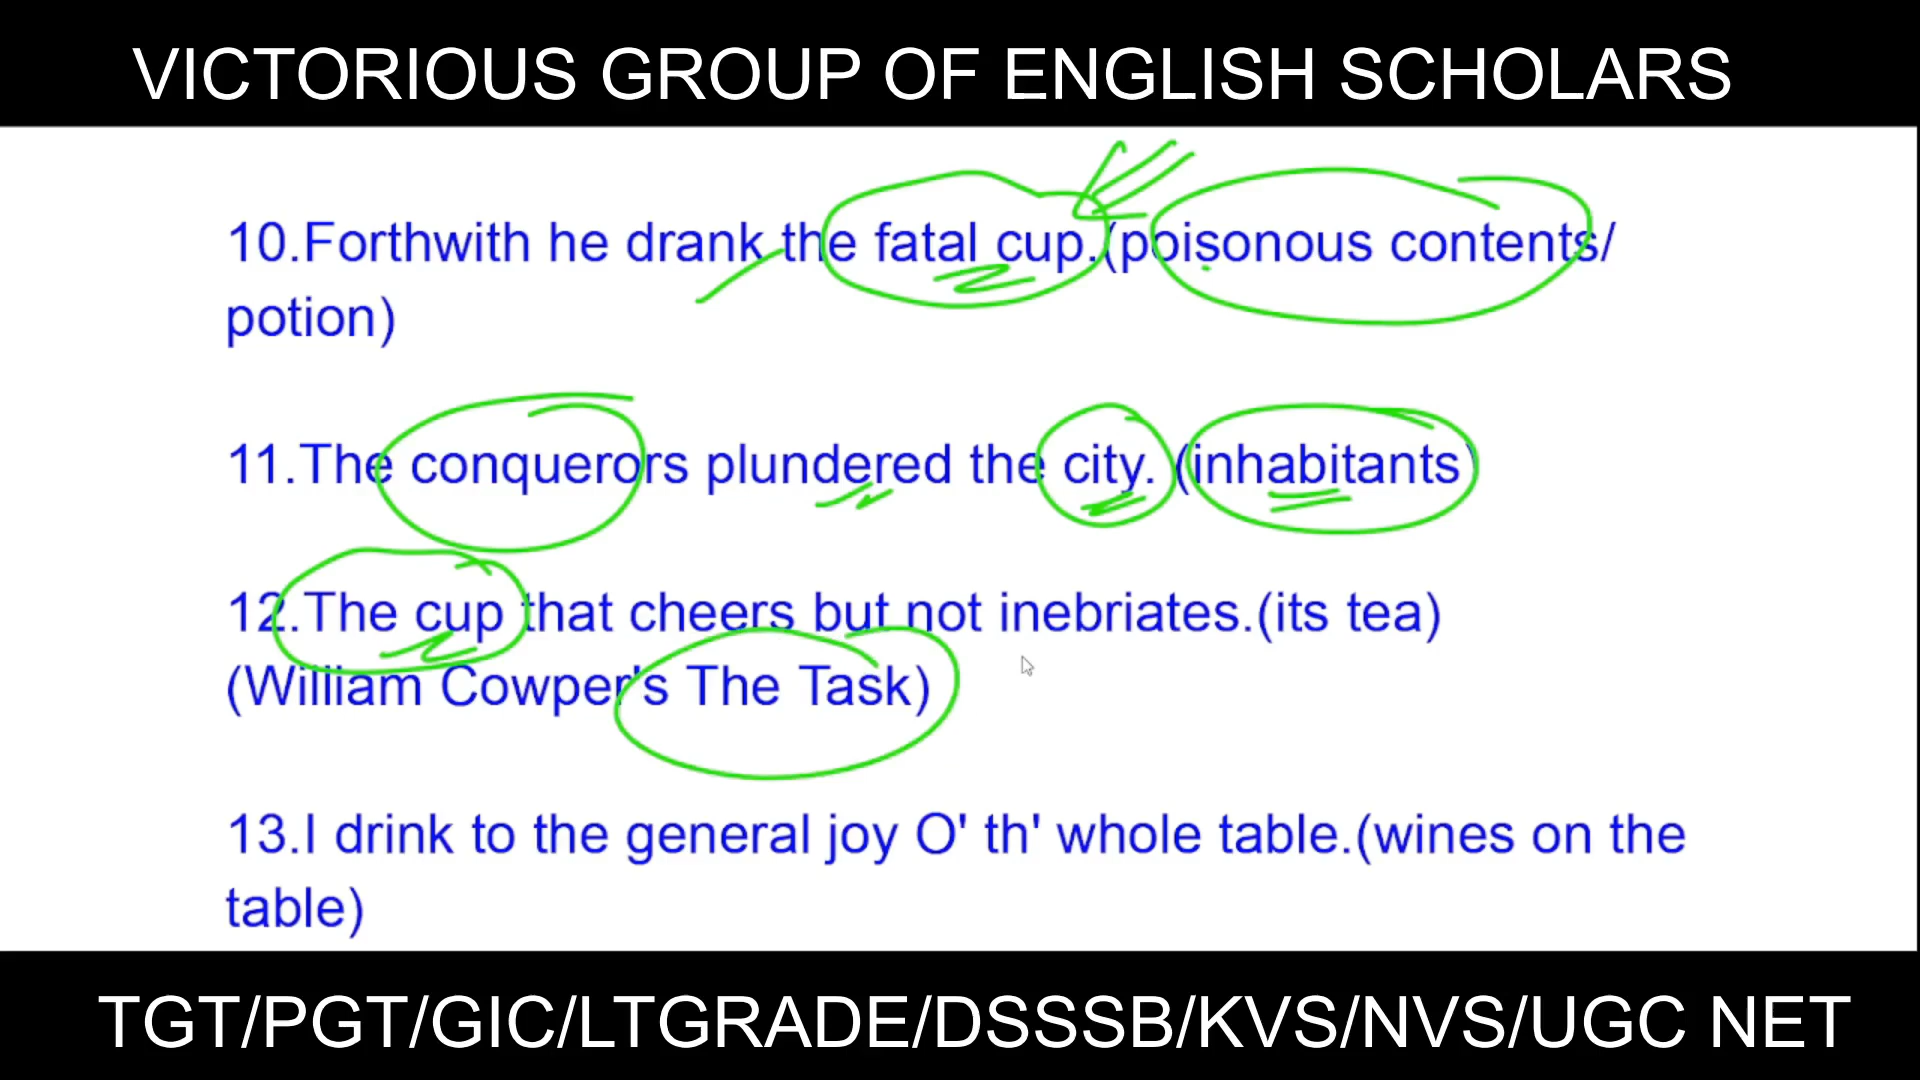 VICTORIOUS GROUP OF ENGLISH SCHOLARS
10.Forthwith he drank the fatal cup.(poisonous contents/
potion)
11.The conquerors plundered the city. (inhabitants)
12.The cup that cheers but not inebriates.(its tea)
(William Cowper's The Task)
13.I drink to the general joy O' th' whole table.(wines on the
table)
TGT/PGT/GIC/LTGRADE/DSSSB/KVS/NVS/UGC NET